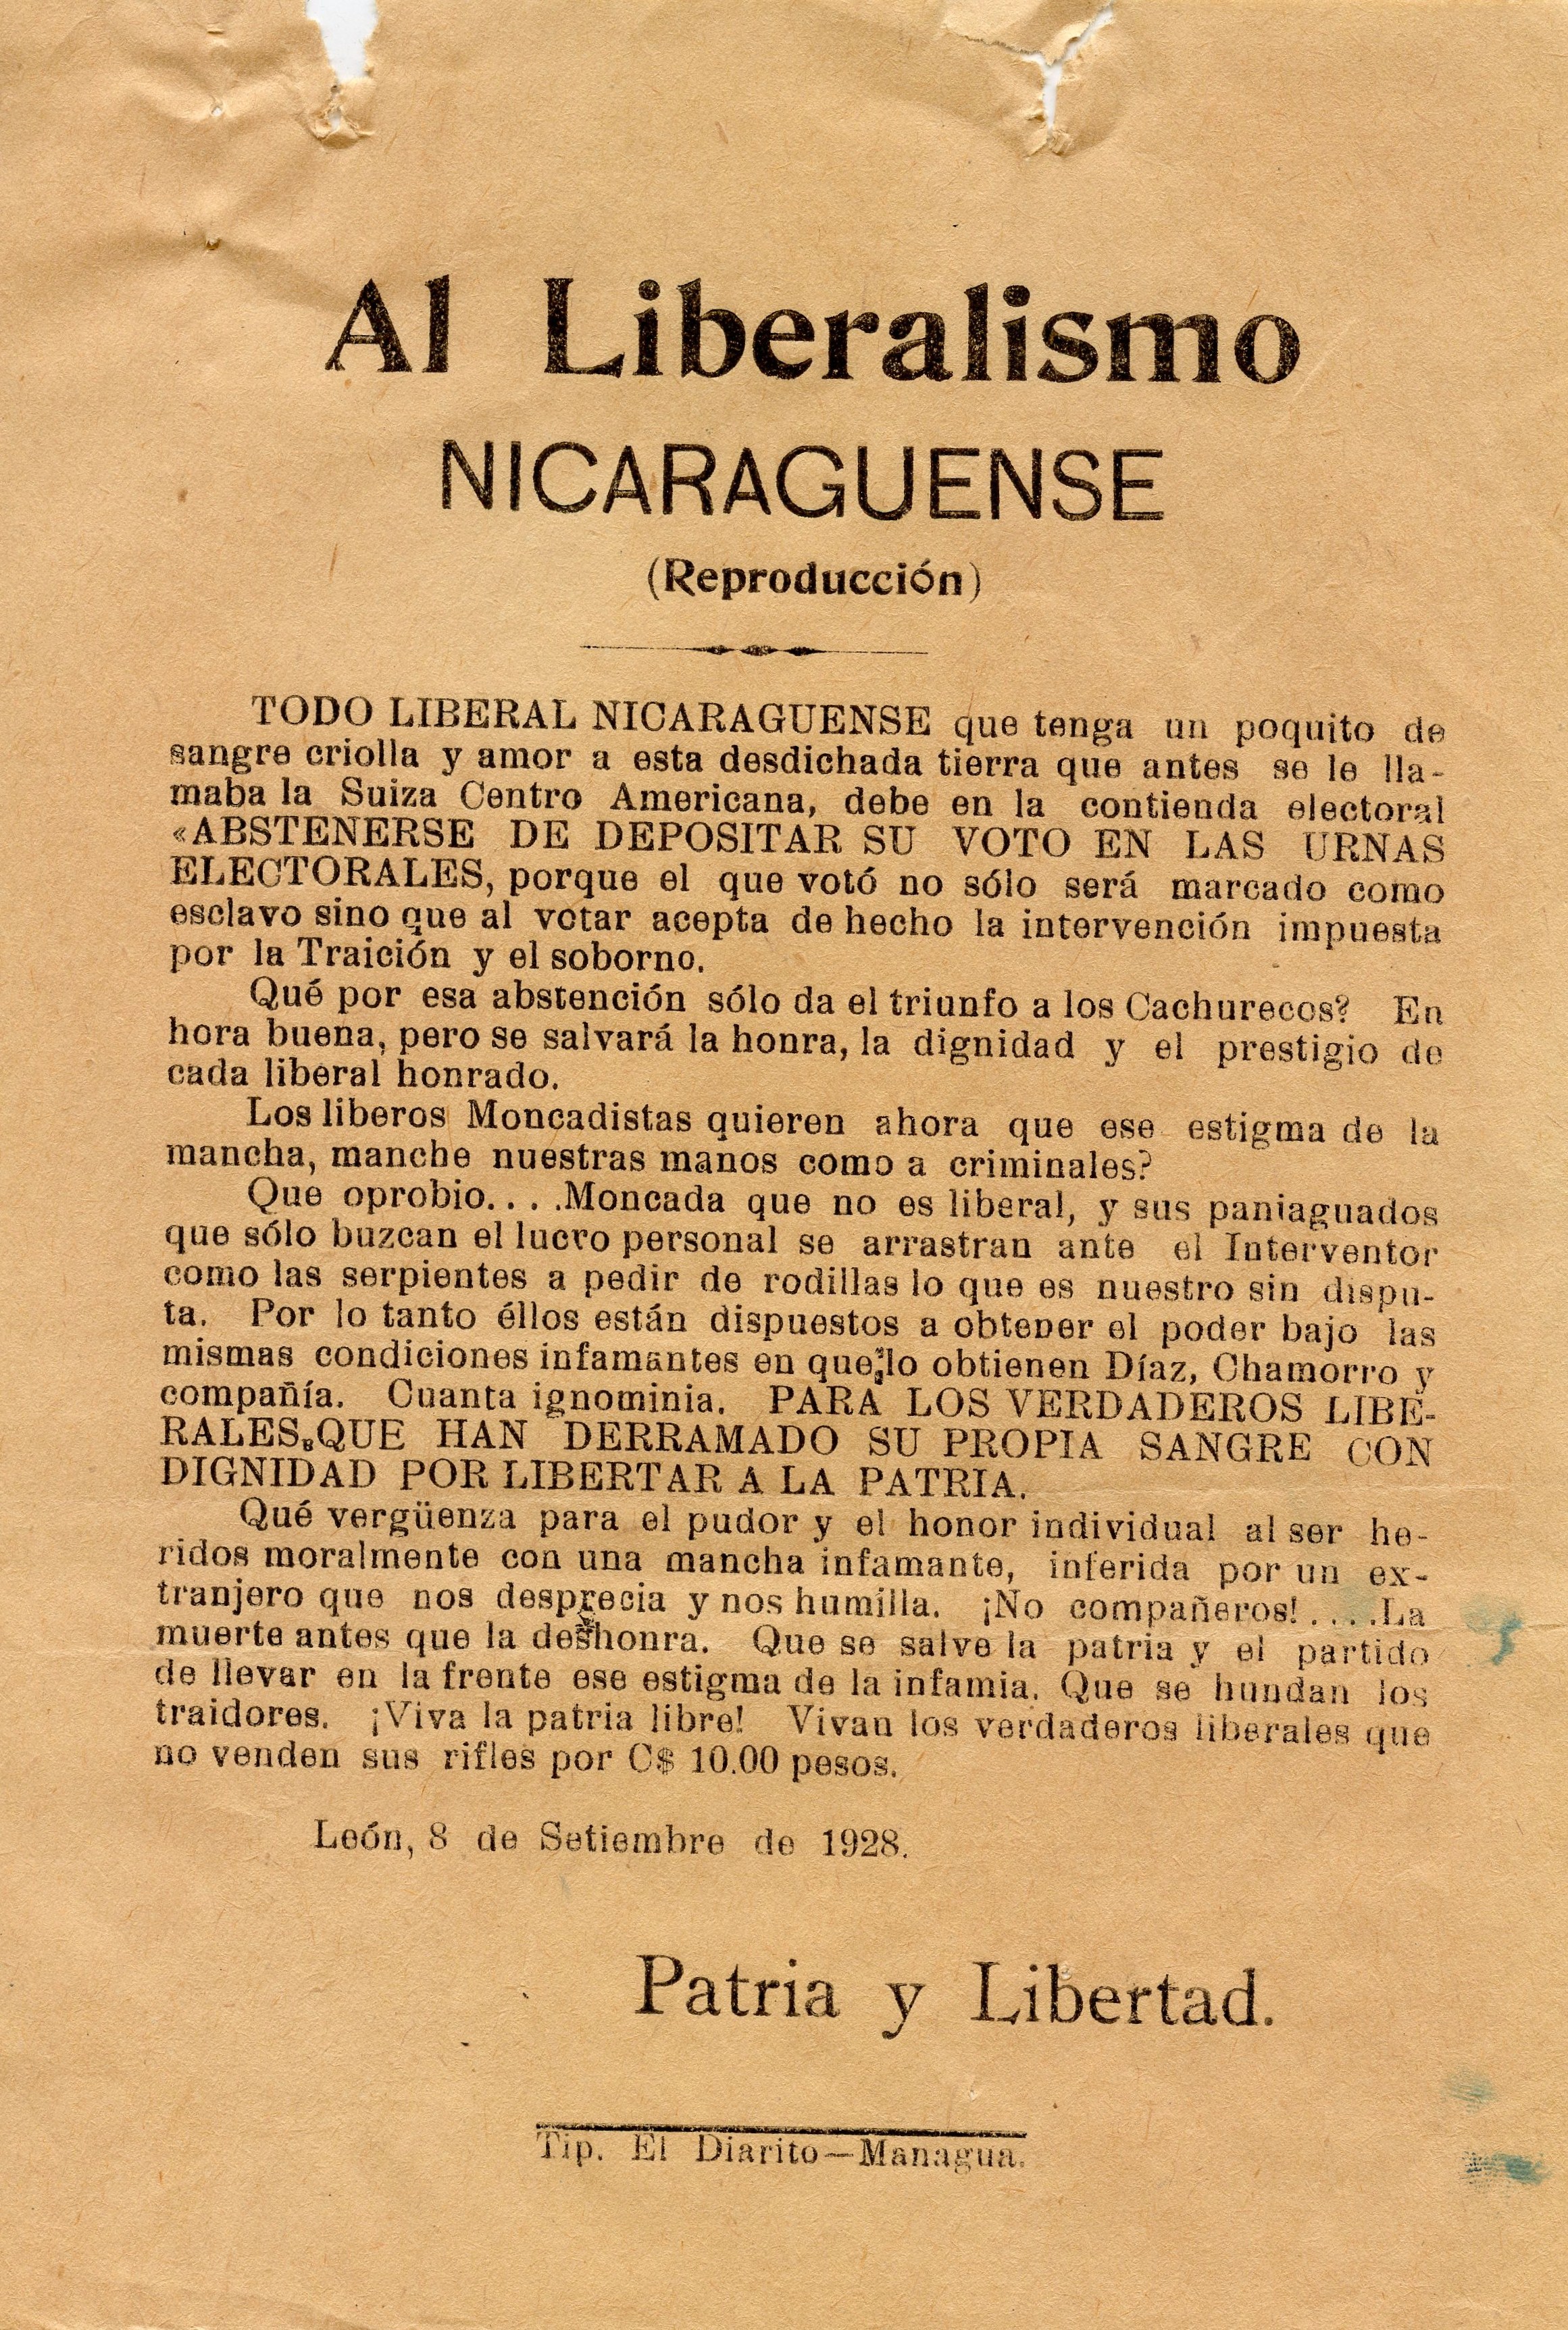 Al Liberalismo
NICARAGUENSE
(Reproducción)
TODO LIBERAL NICARAGUENSE que tenga un poquito de
sangre criolla y amor a esta desdichada tierra que antes se le lla-
maba la Suiza Centro Americana, debe en la contienda electoral
«ABSTENERSE DE DEPOSITAR SU VOTO EN LAS URNAS
ELECTORALES, porque el que votó no sólo será marcado como
esclavo sino que al votar acepta de hecho la intervención impuesta
por la Traición y el soborno.
Qué por esa abstención sólo da el triunfo a los Cachurecos? En
hora buena, pero se salvará la honra, la dignidad y el prestigio de
cada liberal honrado.
Los liberos Moncadistas quieren ahora que ese estigma de la
mancha, manche nuestras manos como a criminales?
Que oprobio. . . .Moncada que no es liberal, y sus paniaguados
que sólo buzcan el lucro personal se arrastran ante el Interventor
como las serpientes a pedir de rodillas lo que es nuestro sin dispu-
ta. Por lo tanto éllos están dispuestos a obtener el poder bajo las
mismas condiciones infamantes en que lo obtienen Díaz, Chamorro y
compañía. Cuanta ignominia. PARA LOS VERDADEROS LIBE-
RALES QUE HAN DERRAMADO SU PROPIA SANGRE CON
DIGNIDAD POR LIBERTAR A LA PATRIA.
Qué vergüenza para el pudor y el honor individual al ser he-
ridos moralmente con una mancha infamante, inferida por un ex-
tranjero que nos desprecia y nos humilla. ¡No compañeros! . . . .La
muerte antes que la deshonra. Que se salve la patria y el partido
de llevar en la frente ese estigma de la infamia. Que se hundan los
traidores. ¡Viva la patria libre! Vivan los verdaderos liberales que
no venden sus rifles por C$ 10.00 pesos.
León, 8 de Setiembre de 1928.
Patria y Libertad.
Tip. El Diarito—Managua.